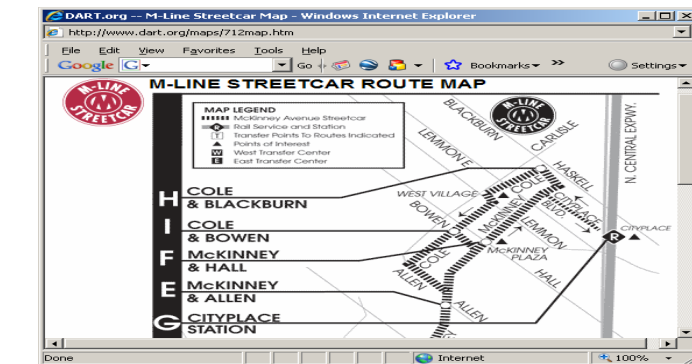 DART.org -- M-Line Streetcar Map - Windows Internet Explorer
http://www.dart.org/maps/712map.htm
File Edit View Favorites Tools Help
Google G Go Bookmarks Settings
M-LINE STREETCAR ROUTE MAP
M-LINE
STREETCAR
MAP LEGEND
McKinney Avenue Streetcar
R Rail Service and Station
T Transfer Points To Routes Indicated
Points of Interest
W West Transfer Center
E East Transfer Center
M-LINE
STREETCAR
BLACKBURN
LEMMON E
CARLISLE
HASKELL
N. CENTRAL EXPWY.
WEST VILLAGE
COLE
CITYPLACE
BLVD.
BOWEN
McKINNEY
LEMMON
CITYPLACE
R
McKINNEY
PLAZA
COLE
HALL
ALLEN
ALLEN
H COLE
& BLACKBURN
I COLE
& BOWEN
F McKINNEY
& HALL
E McKINNEY
& ALLEN
G CITYPLACE
STATION
Done Internet 100%